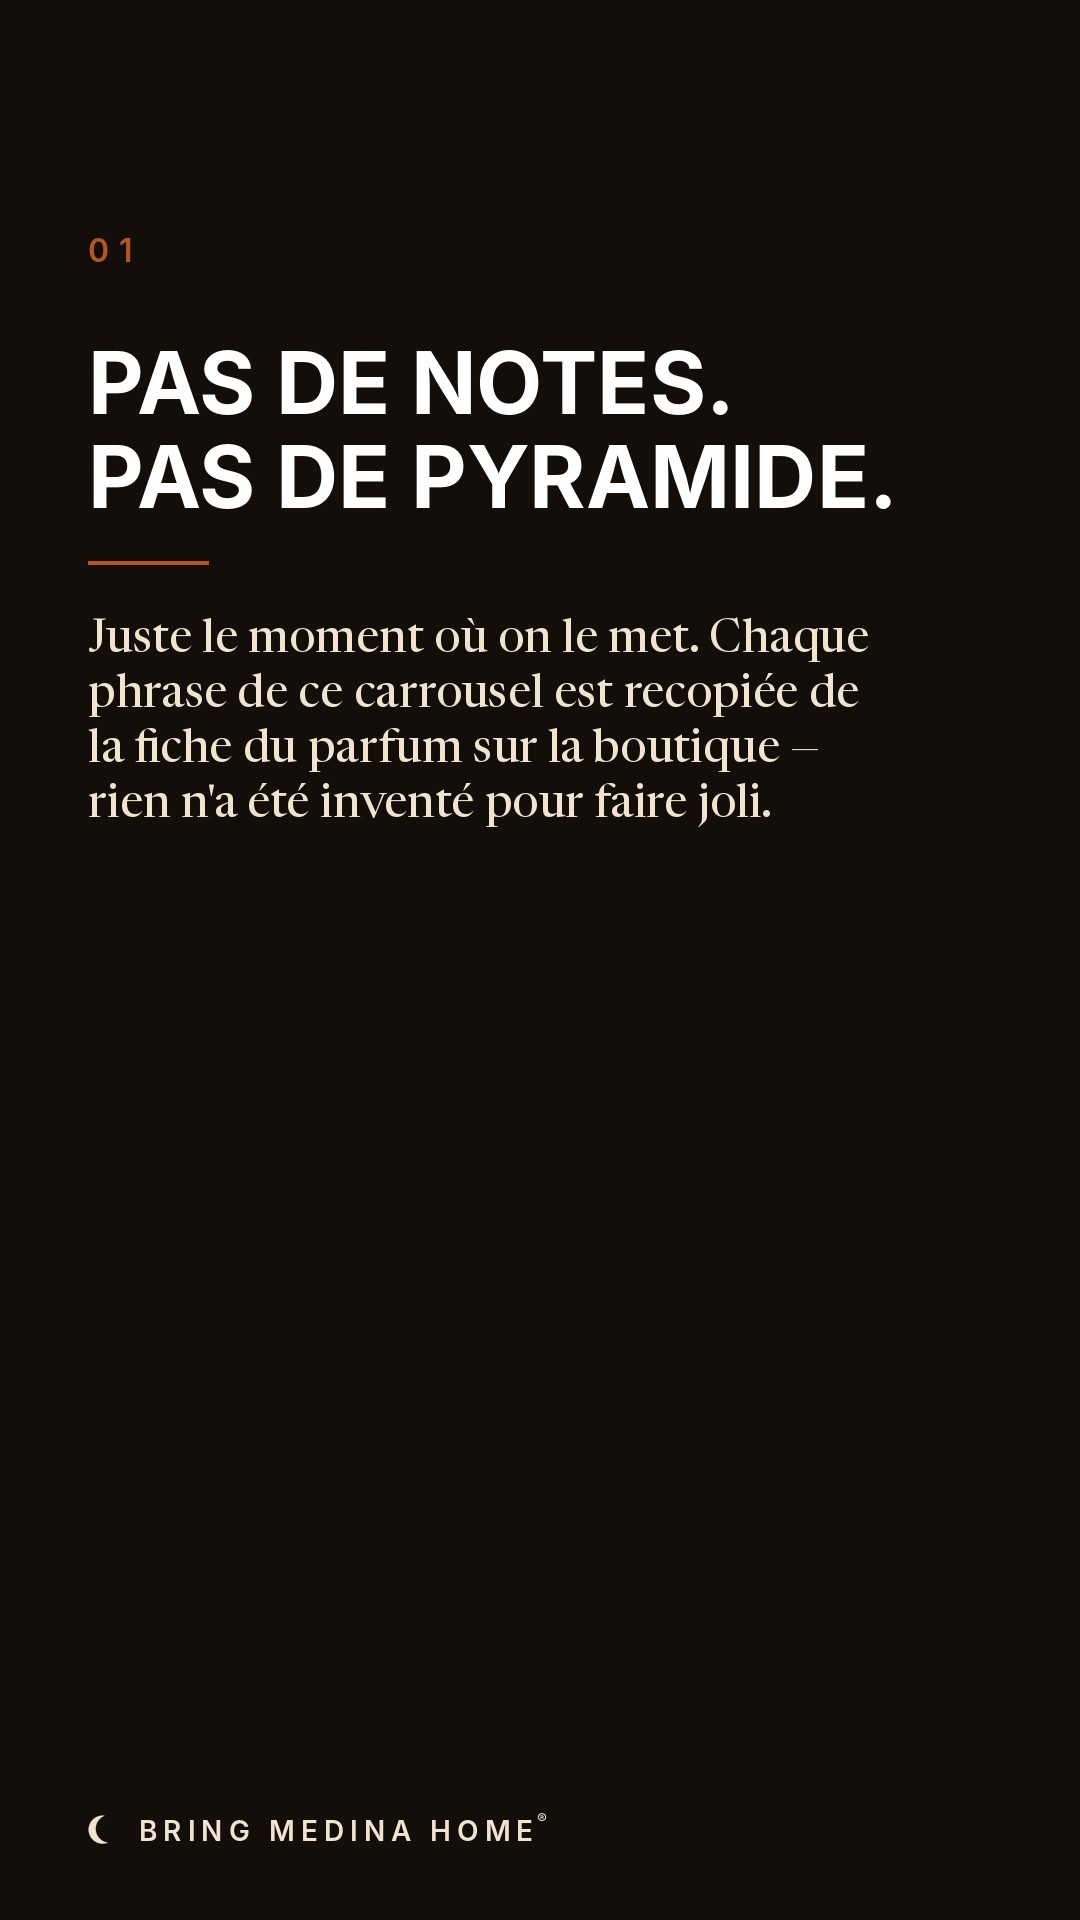 01
PAS DE NOTES.
PAS DE PYRAMIDE.
Juste le moment où on le met. Chaque
phrase de ce carrousel est recopiée de
la fiche du parfum sur la boutique —
rien n'a été inventé pour faire joli.
BRING MEDINA HOME®